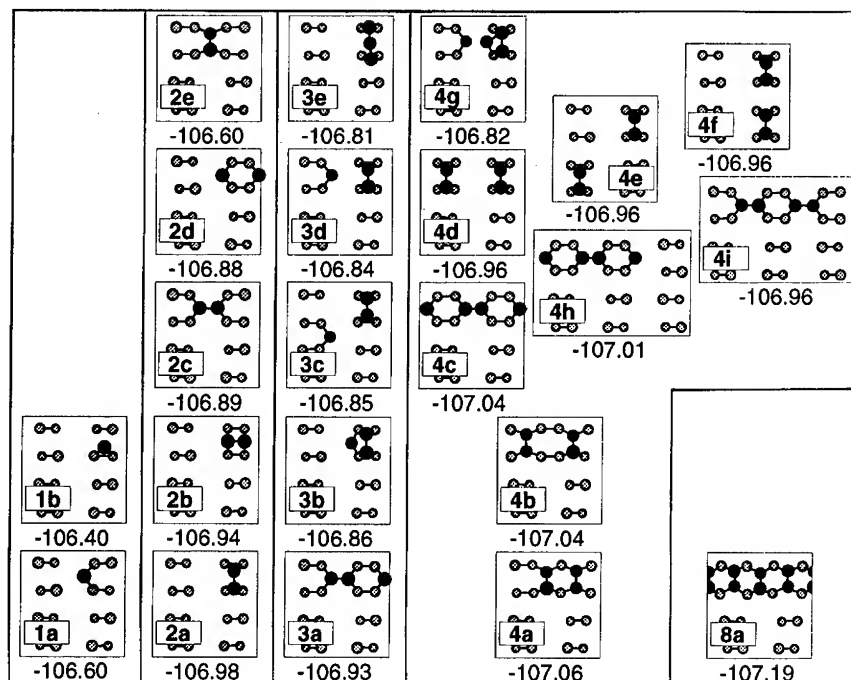 2e
-106.60
2d
-106.88
2c
-106.89
1b
-106.40
2b
-106.94
1a
-106.60
2a
-106.98
3e
-106.81
3d
-106.84
3c
-106.85
3b
-106.86
3a
-106.93
4g
-106.82
4d
-106.96
4c
-107.04
4e
-106.96
4f
-106.96
4h
-107.01
4i
-106.96
4b
-107.04
4a
-107.06
8a
-107.19